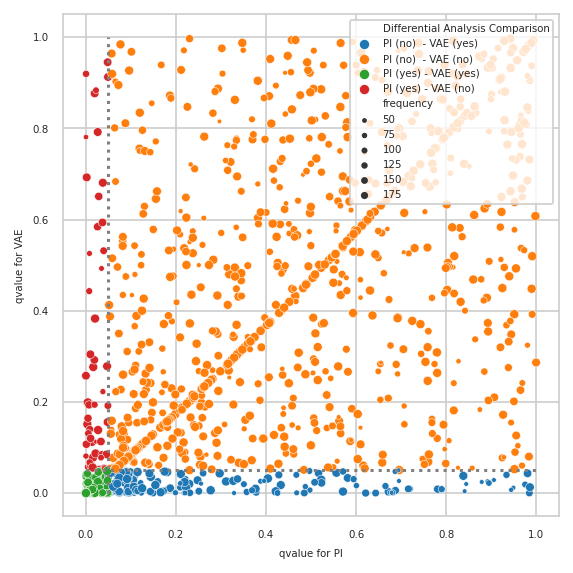 Differential Analysis Comparison
PI (no)  - VAE (yes)
PI (no)  - VAE (no)
PI (yes) - VAE (yes)
PI (yes) - VAE (no)
frequency
50
75
100
125
150
175
1.0
0.8
0.6
0.4
0.2
0.0
qvalue for VAE
0.0 0.2 0.4 0.6 0.8 1.0
qvalue for PI